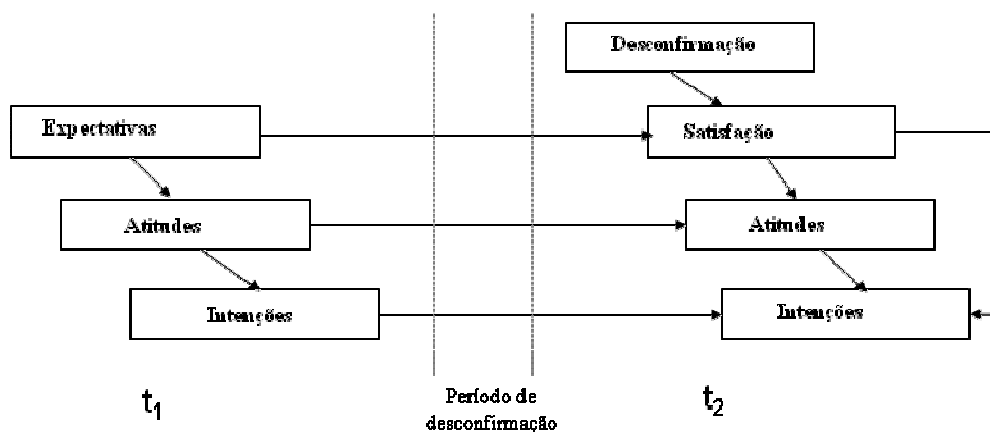 Desconfirmação
Expectativas
Satisfação
Atitudes
Atitudes
Intenções
Intenções
t1
Período de
desconfirmação
t2